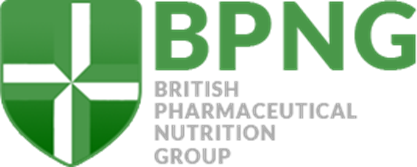 BPNG
BRITISH
PHARMACEUTICAL
NUTRITION
GROUP